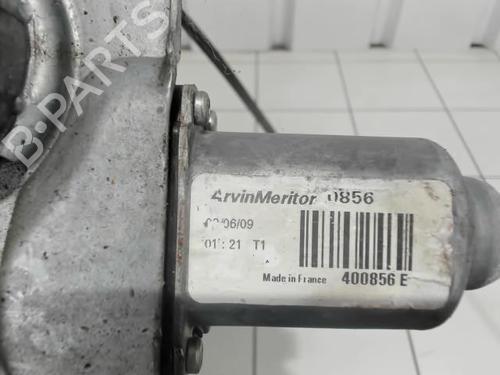 B-PARTS
ArvinMeritor 0856
/06/09
21 T1
Made in France 400856 E